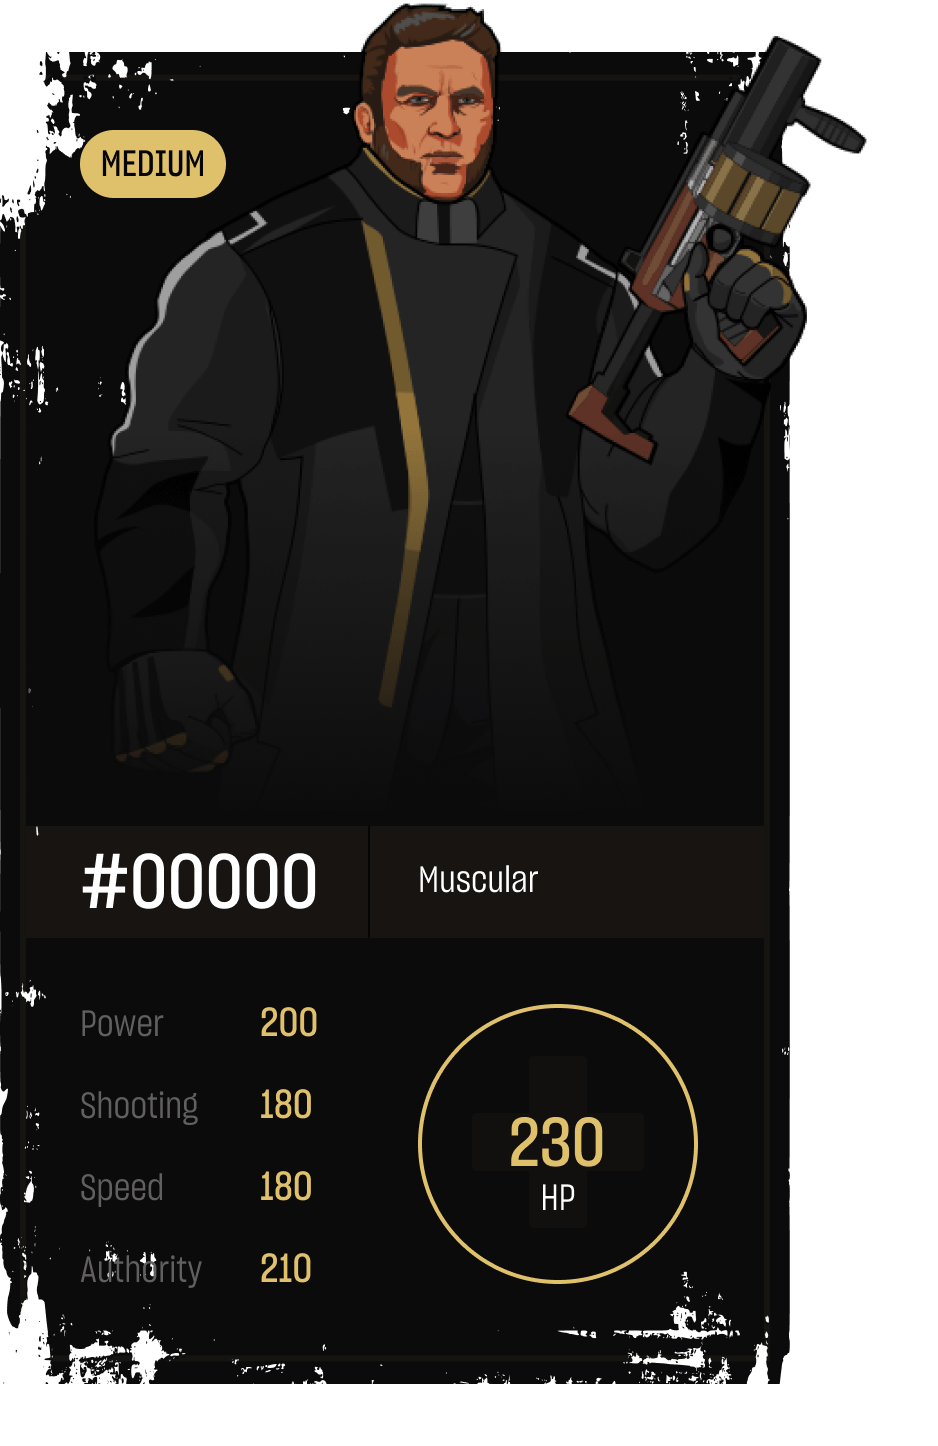 MEDIUM
#00000
Muscular
Power 200
Shooting 180
Speed 180
Authority 210
230
HP